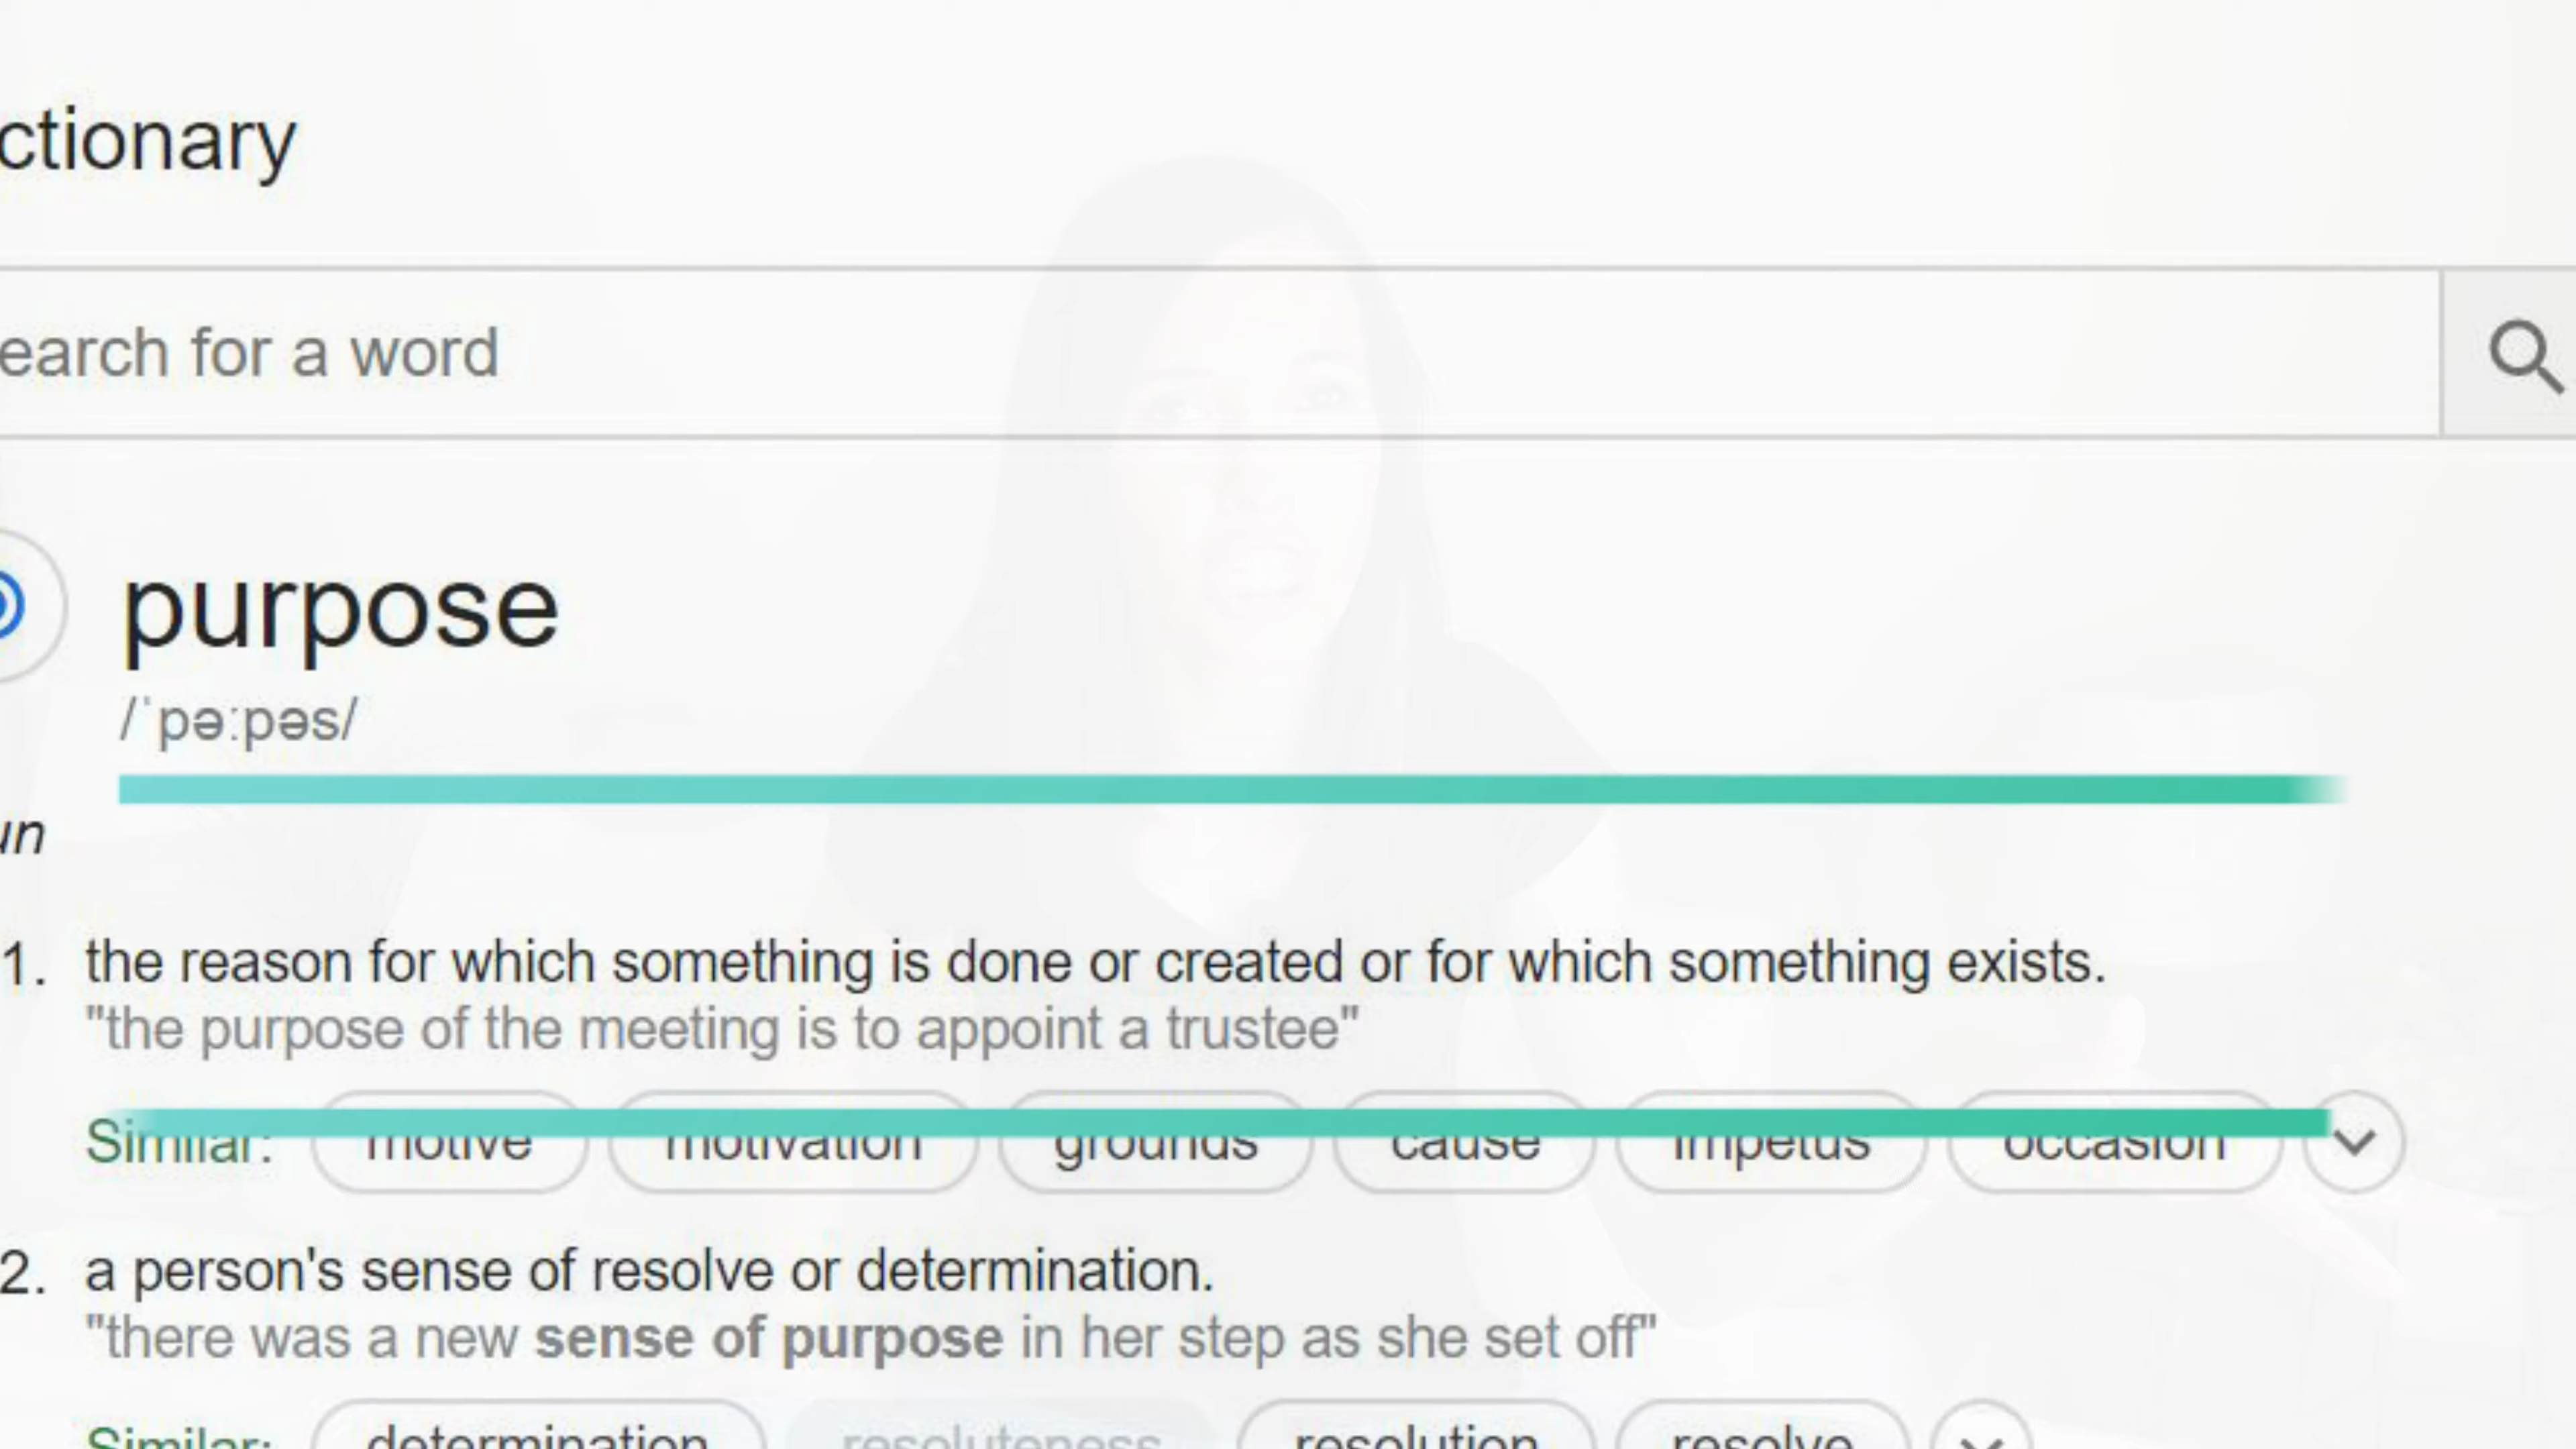 ctionary
earch for a word
purpose
/ˈpəːpəs/
un
1. the reason for which something is done or created or for which something exists.
"the purpose of the meeting is to appoint a trustee"
Similar: motive motivation grounds cause impetus occasion
2. a person's sense of resolve or determination.
"there was a new sense of purpose in her step as she set off"
Similar: determination resoluteness resolution resolve